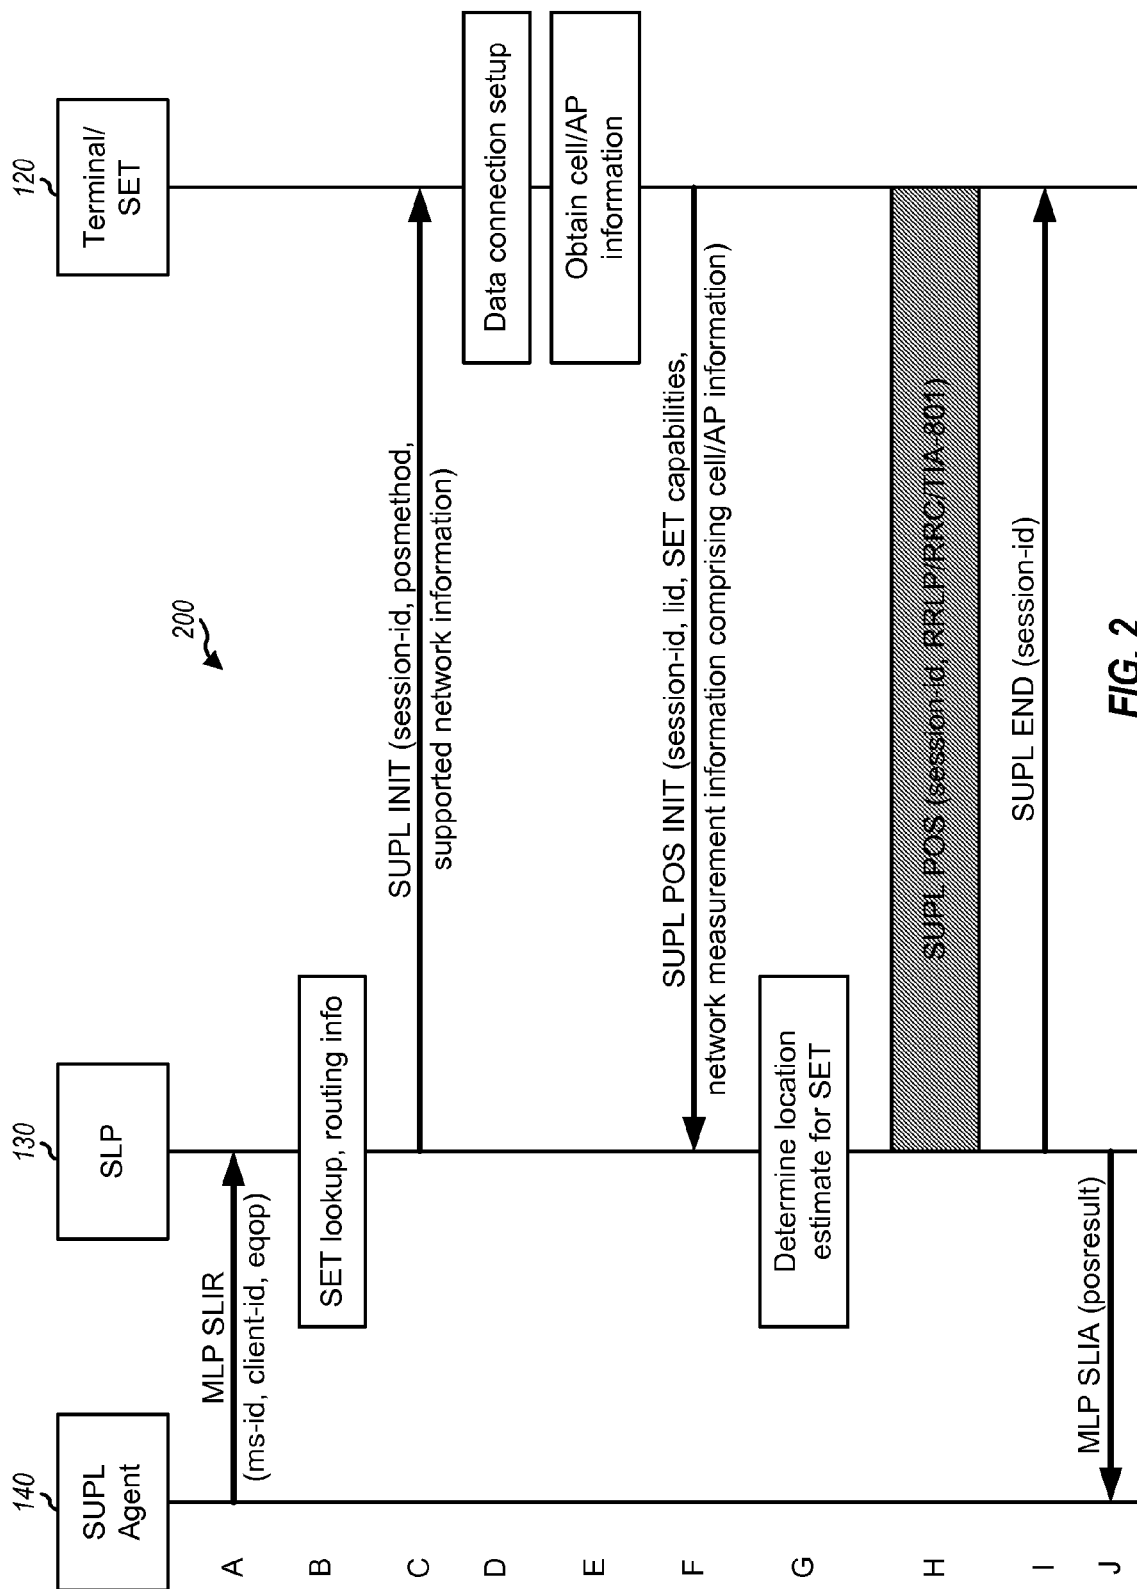 140
SUPL
Agent
130
SLP
120
Terminal/
SET
200
A
MLP SLIR
(ms-id, client-id, eqop)
B
SET lookup, routing info
C
SUPL INIT (session-id, posmethod,
supported network information)
D
Data connection setup
E
Obtain cell/AP
information
F
SUPL POS INIT (session-id, lid, SET capabilities,
network measurement information comprising cell/AP information)
G
Determine location
estimate for SET
H
SUPL POS (session-id, RRLP/RRC/TIA-801)
I
SUPL END (session-id)
J
MLP SLIA (posresult)
FIG. 2